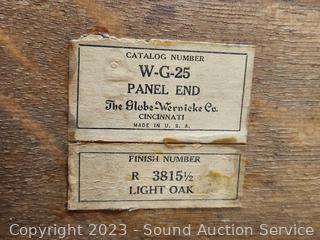 CATALOG NUMBER
W-G-25
PANEL END
The Globe-Wernicke Co.
CINCINNATI
MADE IN U. S. A.
FINISH NUMBER
R 3815½
LIGHT OAK
Copyright 2023 - Sound Auction Service